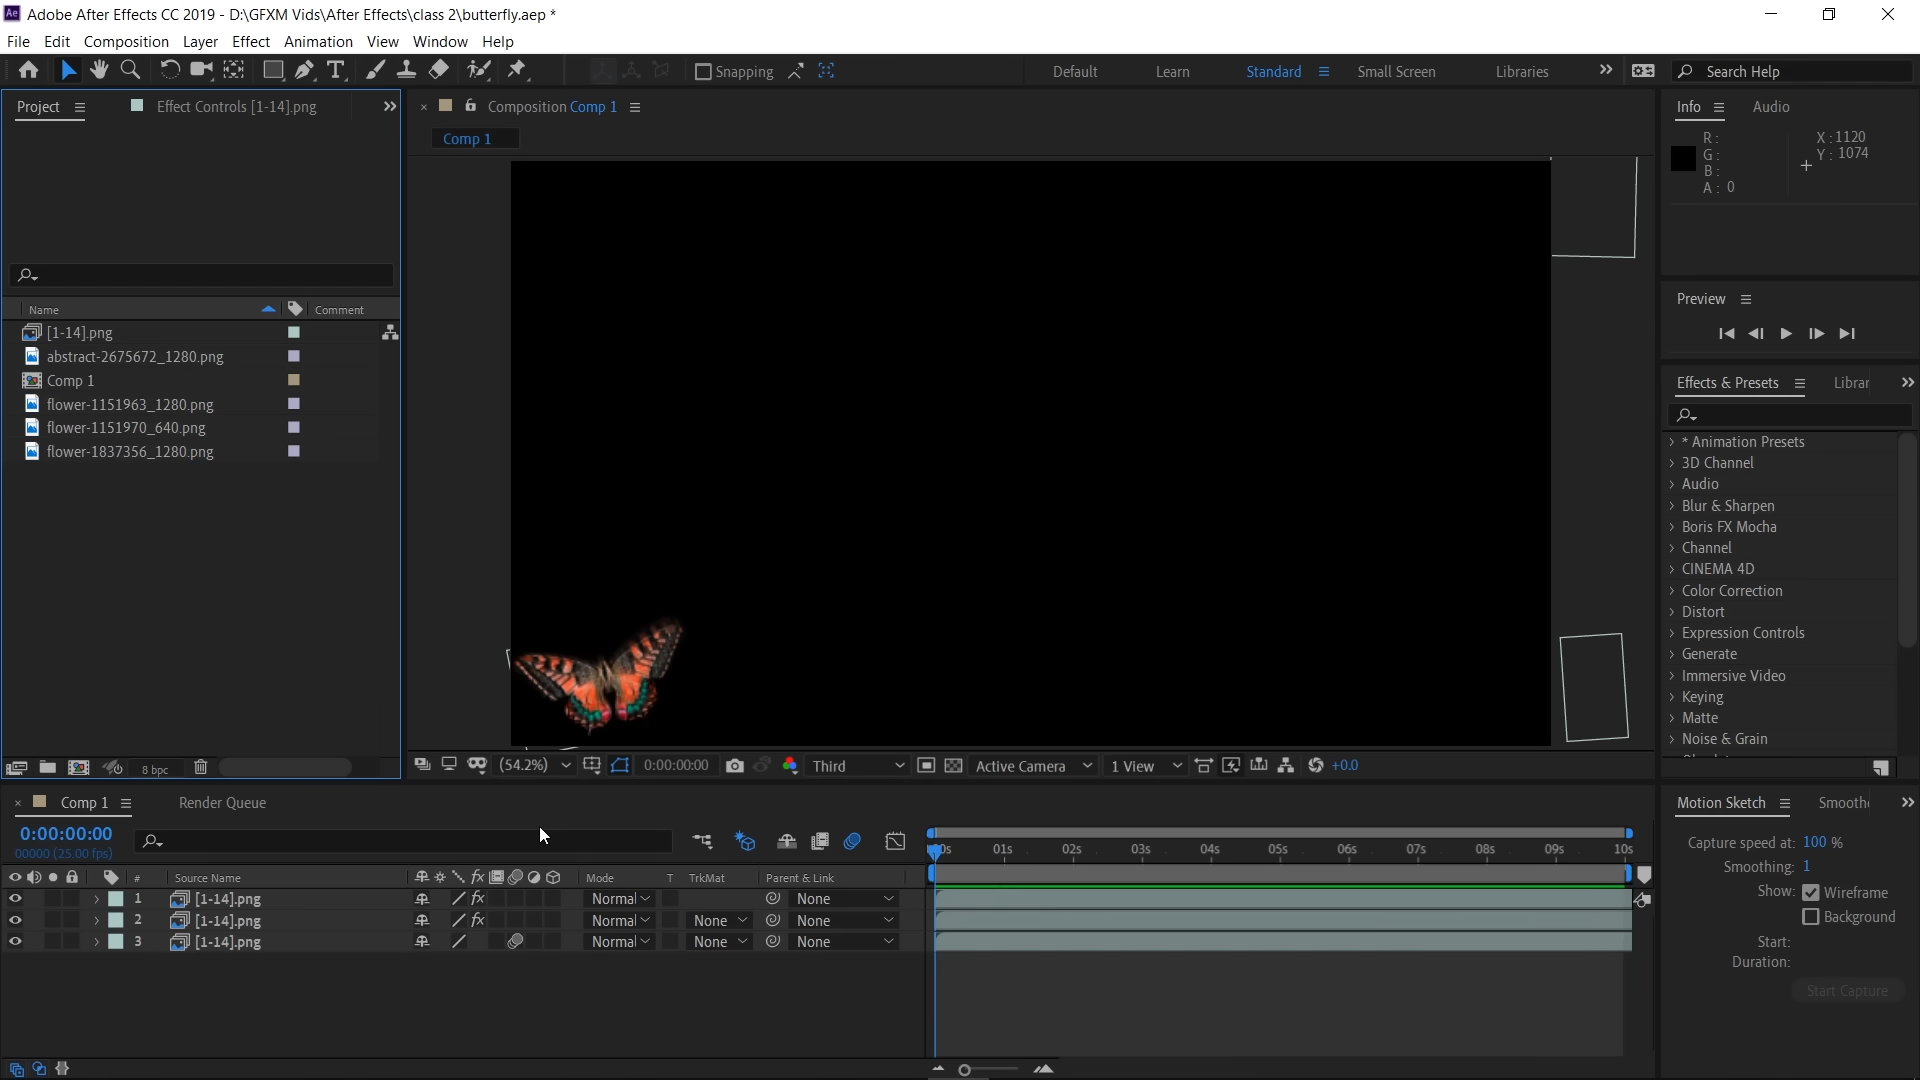 Adobe After Effects CC 2019 - D:\GFXM Vids\After Effects\class 2\butterfly.aep *
File Edit Composition Layer Effect Animation View Window Help
Snapping Default Learn Standard Small Screen Libraries Search Help
Project Effect Controls [1-14].png
Composition Comp 1
Info Audio
Comp 1
R :
G :
B :
A : 0
X : 1120
Y : 1074
Name Comment
[1-14].png
abstract-2675672_1280.png
Comp 1
flower-1151963_1280.png
flower-1151970_640.png
flower-1837356_1280.png
Preview
Effects & Presets Librar
* Animation Presets
3D Channel
Audio
Blur & Sharpen
Boris FX Mocha
Channel
CINEMA 4D
Color Correction
Distort
Expression Controls
Generate
Immersive Video
Keying
Matte
Noise & Grain
8 bpc
(54.2%) 0:00:00:00 Third Active Camera 1 View +0.0
Comp 1 Render Queue
0:00:00:00
00000 (25.00 fps)
0s 01s 02s 03s 04s 05s 06s 07s 08s 09s 10s
# Source Name Mode T TrkMat Parent & Link
1 [1-14].png Normal None
2 [1-14].png Normal None None
3 [1-14].png Normal None None
Motion Sketch Smoothe
Capture speed at: 100 %
Smoothing: 1
Show: Wireframe
Background
Start:
Duration:
Start Capture